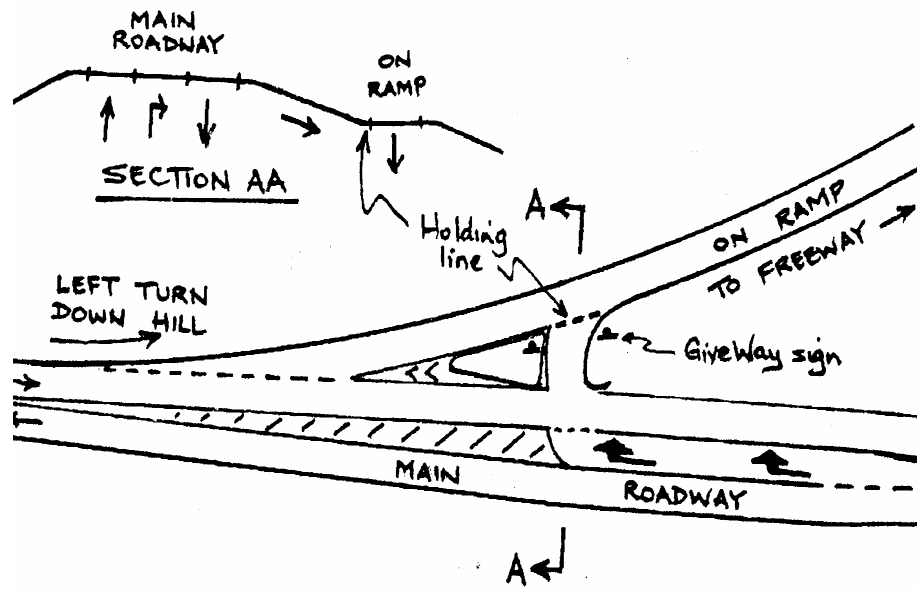 MAIN
ROADWAY
ON
RAMP
SECTION AA
A
Holding
line
ON RAMP
TO FREEWAY
LEFT TURN
DOWN HILL
GiveWay sign
MAIN
ROADWAY
A